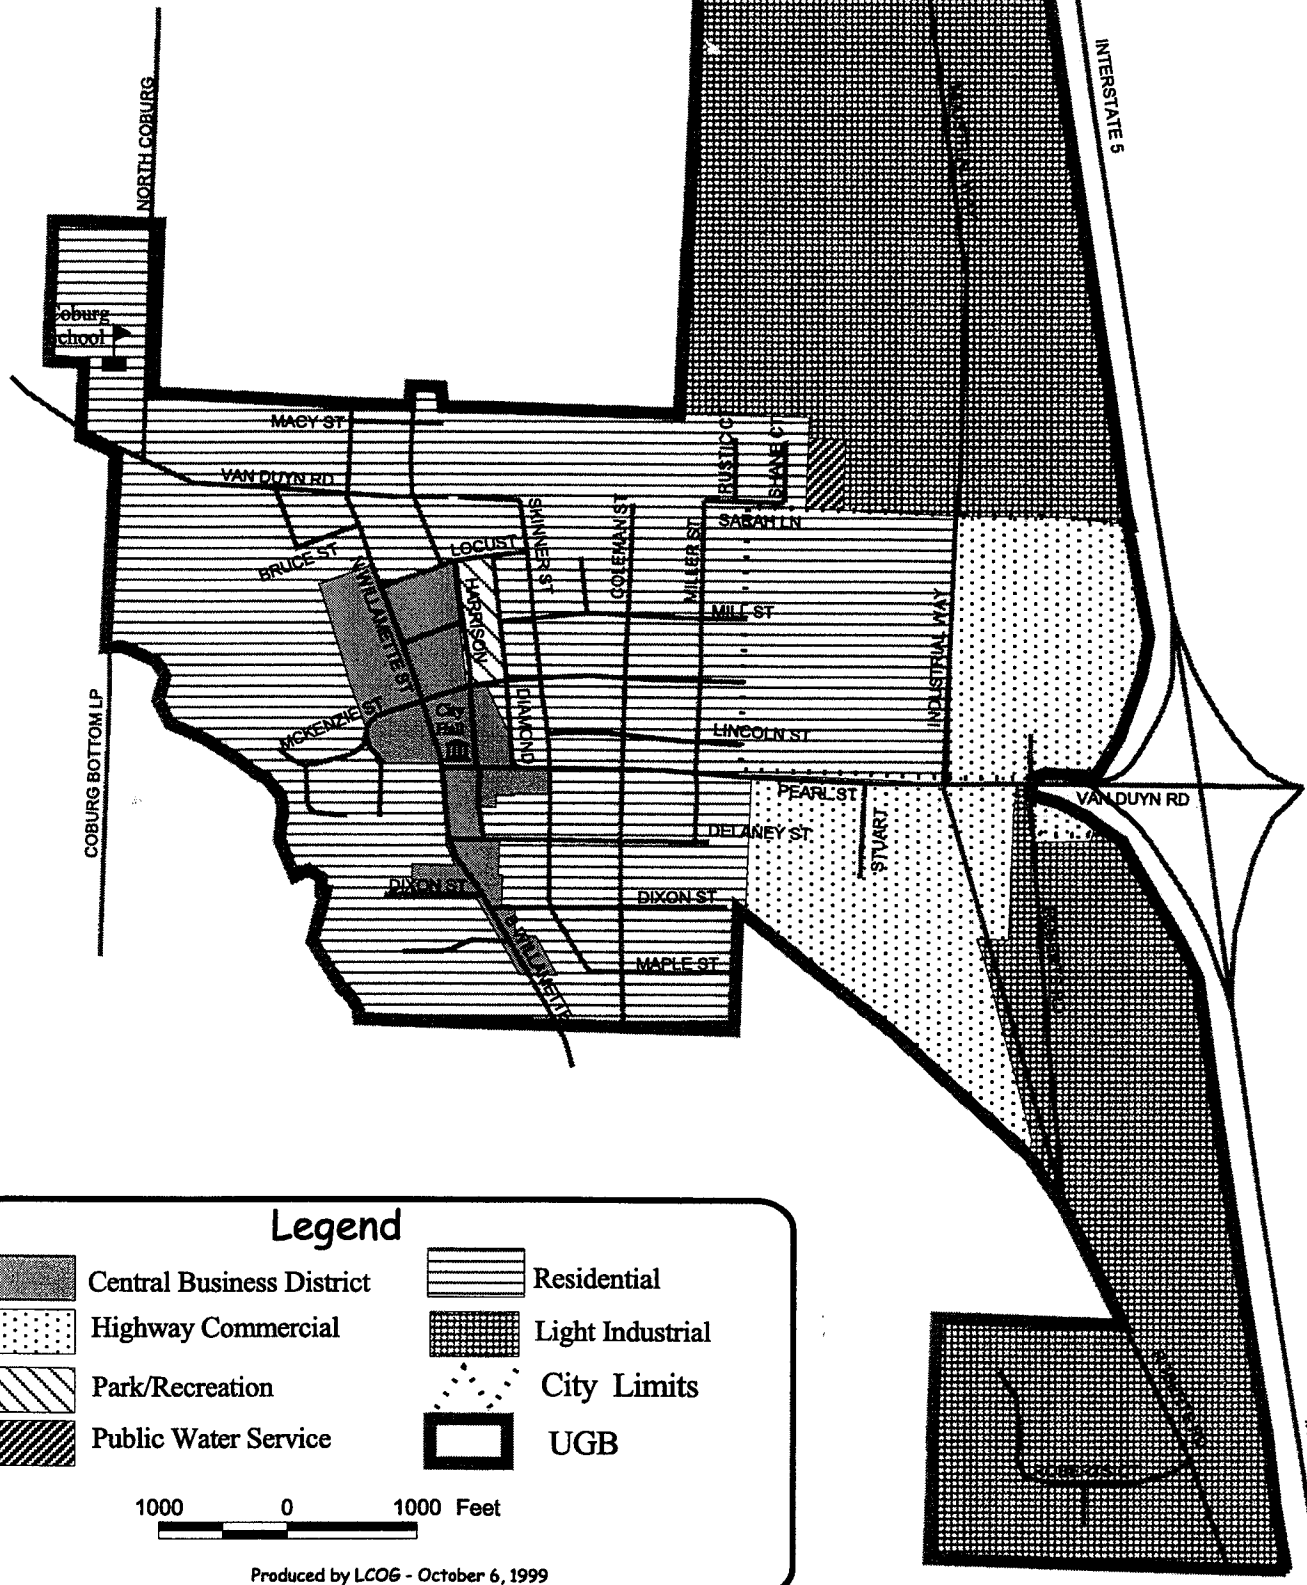 INTERSTATE 5
NORTH COBURG
Coburg
School
MACY ST
VAN DUYN RD
RUSTIC CT
SHANE CT
SARAH LN
BRUCE ST
LOCUST
SKINNER ST
COLEMAN ST
MILLER ST
N WILLAMETTE ST
HARRISON
MILL ST
INDUSTRIAL WAY
MCKENZIE ST
City
Hall
DIAMOND
LINCOLN ST
COBURG BOTTOM LP
PEARL ST
VAN DUYN RD
STUART
DELANEY ST
DIXON ST
DIXON ST
S WILLAMETTE
MAPLE ST
ROBERTS CT
Legend
Central Business District
Residential
Highway Commercial
Light Industrial
Park/Recreation
City Limits
Public Water Service
UGB
1000 0 1000 Feet
Produced by LCOG - October 6, 1999